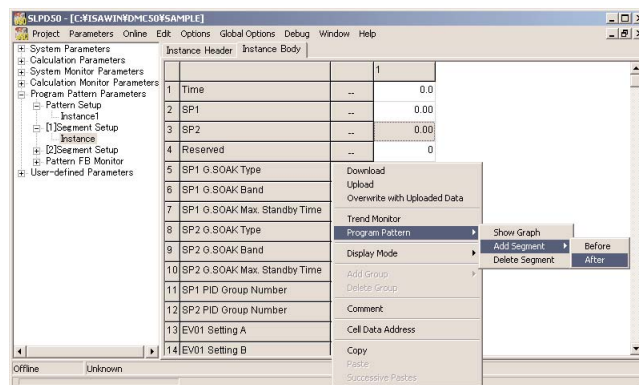 SLPD50 - [C:¥ISAWIN¥DMC50¥SAMPLE]
Project Parameters Online Edit Options Global Options Debug Window Help
System Parameters
Calculation Parameters
System Monitor Parameters
Calculation Monitor Parameters
Program Pattern Parameters
Pattern Setup
Instance1
[1]Segment Setup
Instance
[2]Segment Setup
Pattern FB Monitor
User-defined Parameters
Instance Header Instance Body
1
1 Time ... 0.0
2 SP1 ... 0.00
3 SP2 ... 0.00
4 Reserved ... 0
5 SP1 G.SOAK Type
6 SP1 G.SOAK Band
7 SP1 G.SOAK Max. Standby Time
8 SP2 G.SOAK Type
9 SP2 G.SOAK Band
10 SP2 G.SOAK Max. Standby Time
11 SP1 PID Group Number
12 SP2 PID Group Number
13 EV01 Setting A
14 EV01 Setting B
Download
Upload
Overwrite with Uploaded Data
Trend Monitor
Program Pattern
Display Mode
Add Group
Delete Group
Comment
Cell Data Address
Copy
Paste
Successive Pastes
Show Graph
Add Segment
Delete Segment
Before
After
Offline Unknown